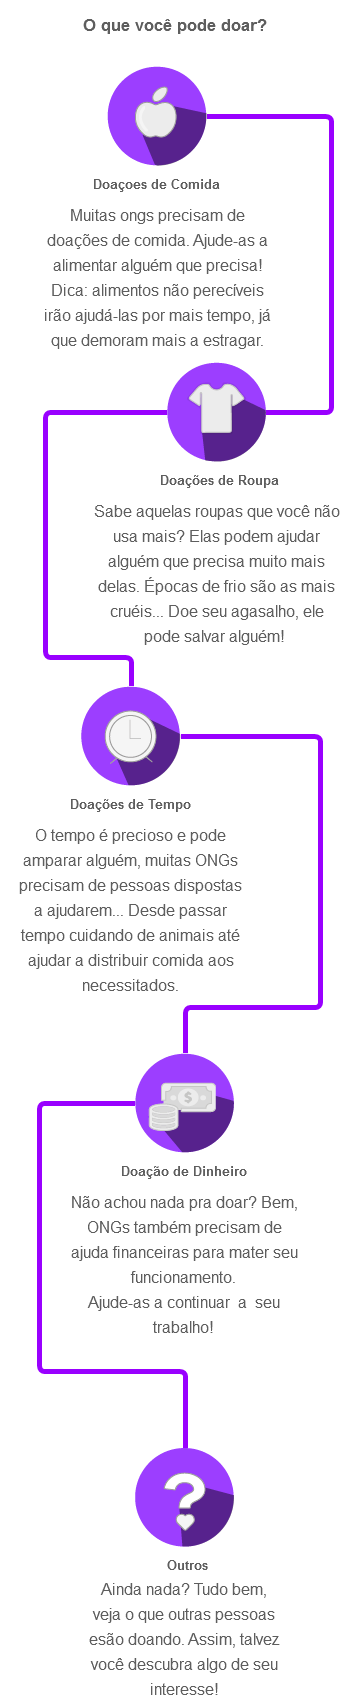 O que você pode doar?
Doaçoes de Comida
Muitas ongs precisam de
doações de comida. Ajude-as a
alimentar alguém que precisa!
Dica: alimentos não perecíveis
irão ajudá-las por mais tempo, já
que demoram mais a estragar.
Doações de Roupa
Sabe aquelas roupas que você não
usa mais? Elas podem ajudar
alguém que precisa muito mais
delas. Épocas de frio são as mais
cruéis... Doe seu agasalho, ele
pode salvar alguém!
Doações de Tempo
O tempo é precioso e pode
amparar alguém, muitas ONGs
precisam de pessoas dispostas
a ajudarem... Desde passar
tempo cuidando de animais até
ajudar a distribuir comida aos
necessitados.
$
Doação de Dinheiro
Não achou nada pra doar? Bem,
ONGs também precisam de
ajuda financeiras para mater seu
funcionamento.
Ajude-as a continuar a seu
trabalho!
?
Outros
Ainda nada? Tudo bem,
veja o que outras pessoas
esão doando. Assim, talvez
você descubra algo de seu
interesse!